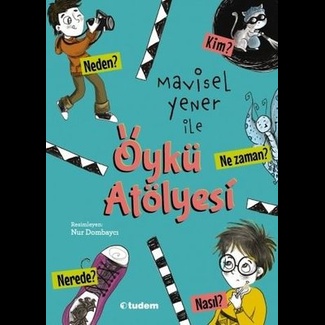 Kim?
Neden?
mavisel
yener
ile
Ne zaman?
Öykü
Atölyesi
Resimleyen:
Nur Dombaycı
Nerede?
Nasıl?
tudem